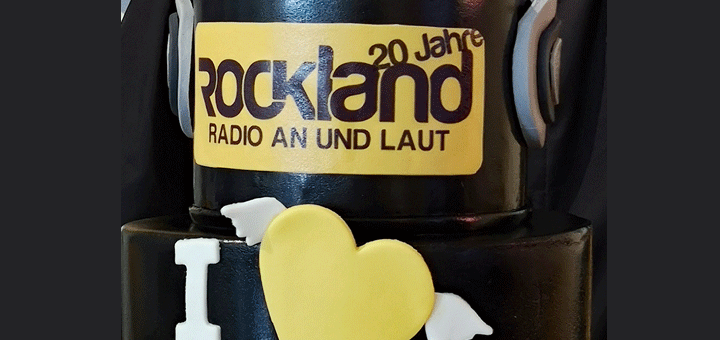 20 Jahre
ROCKland
RADIO AN UND LAUT
I